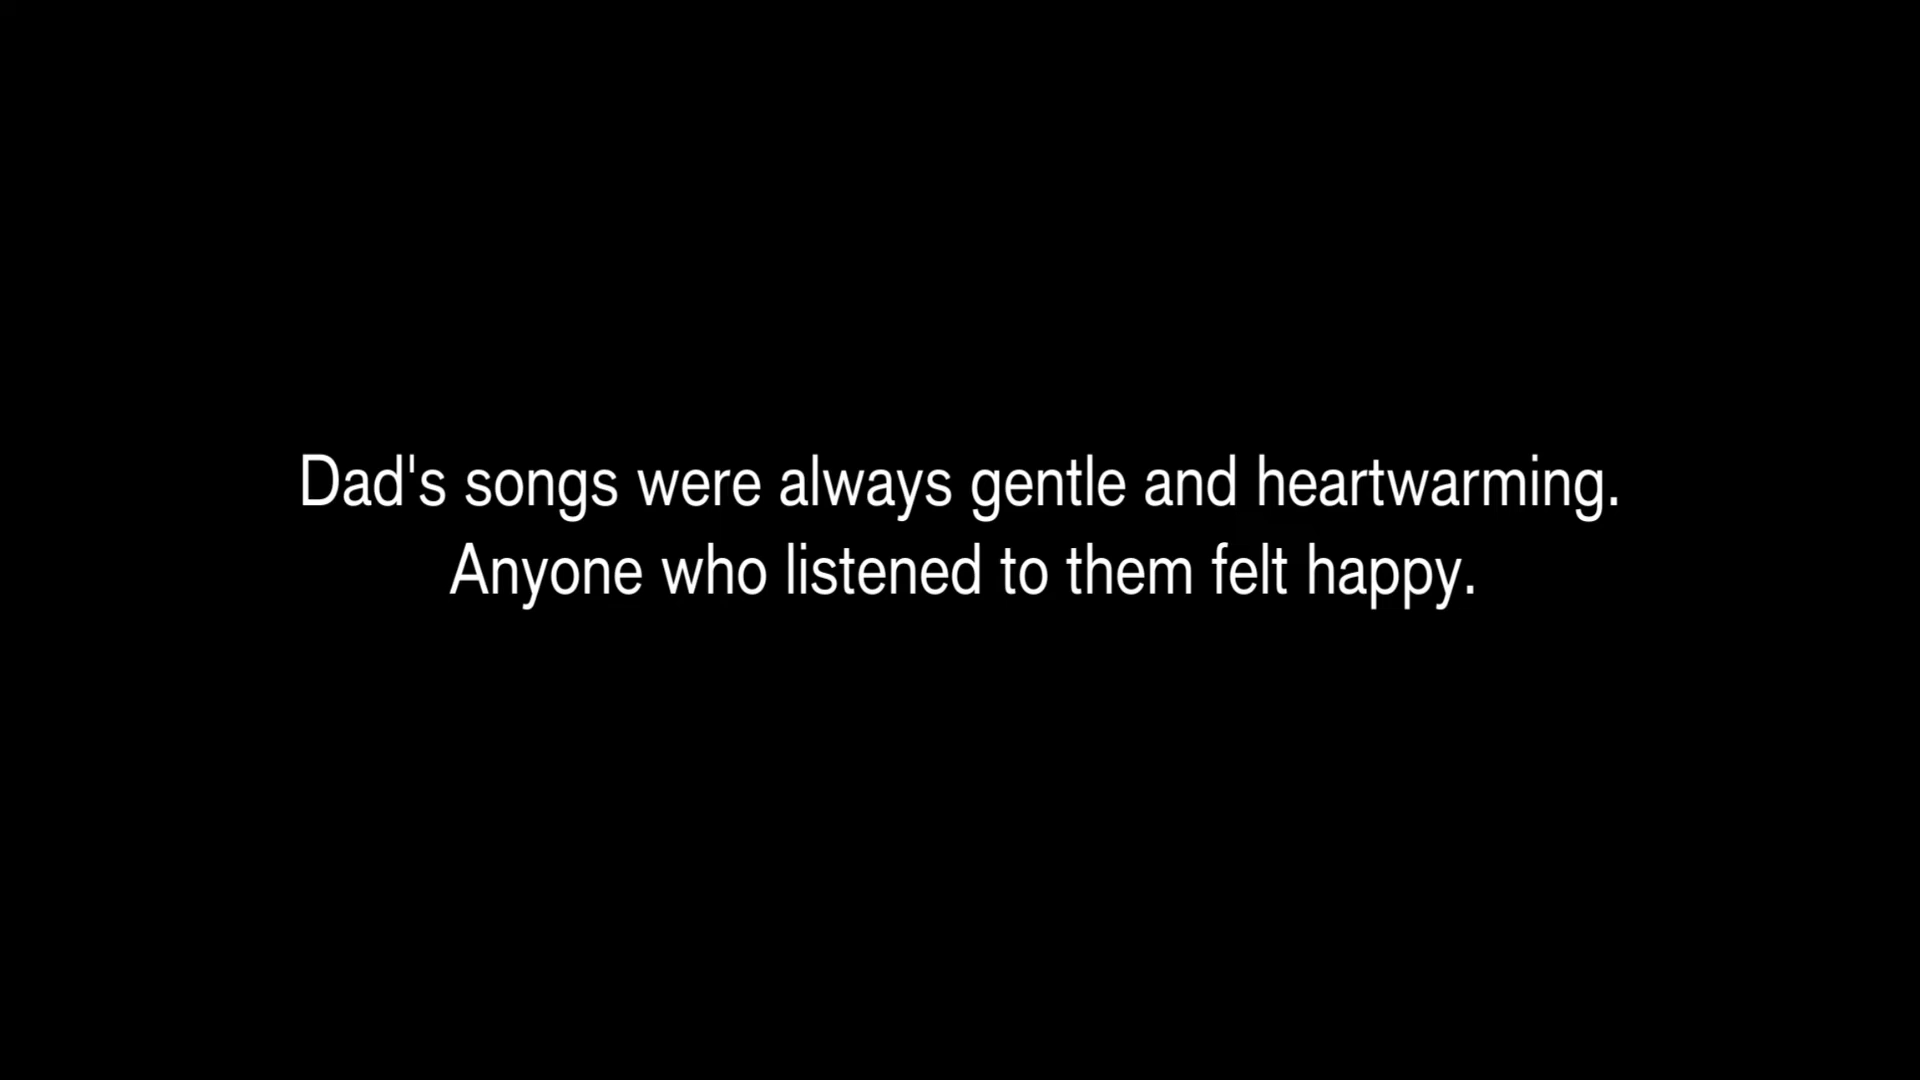 Dad's songs were always gentle and heartwarming.
Anyone who listened to them felt happy.